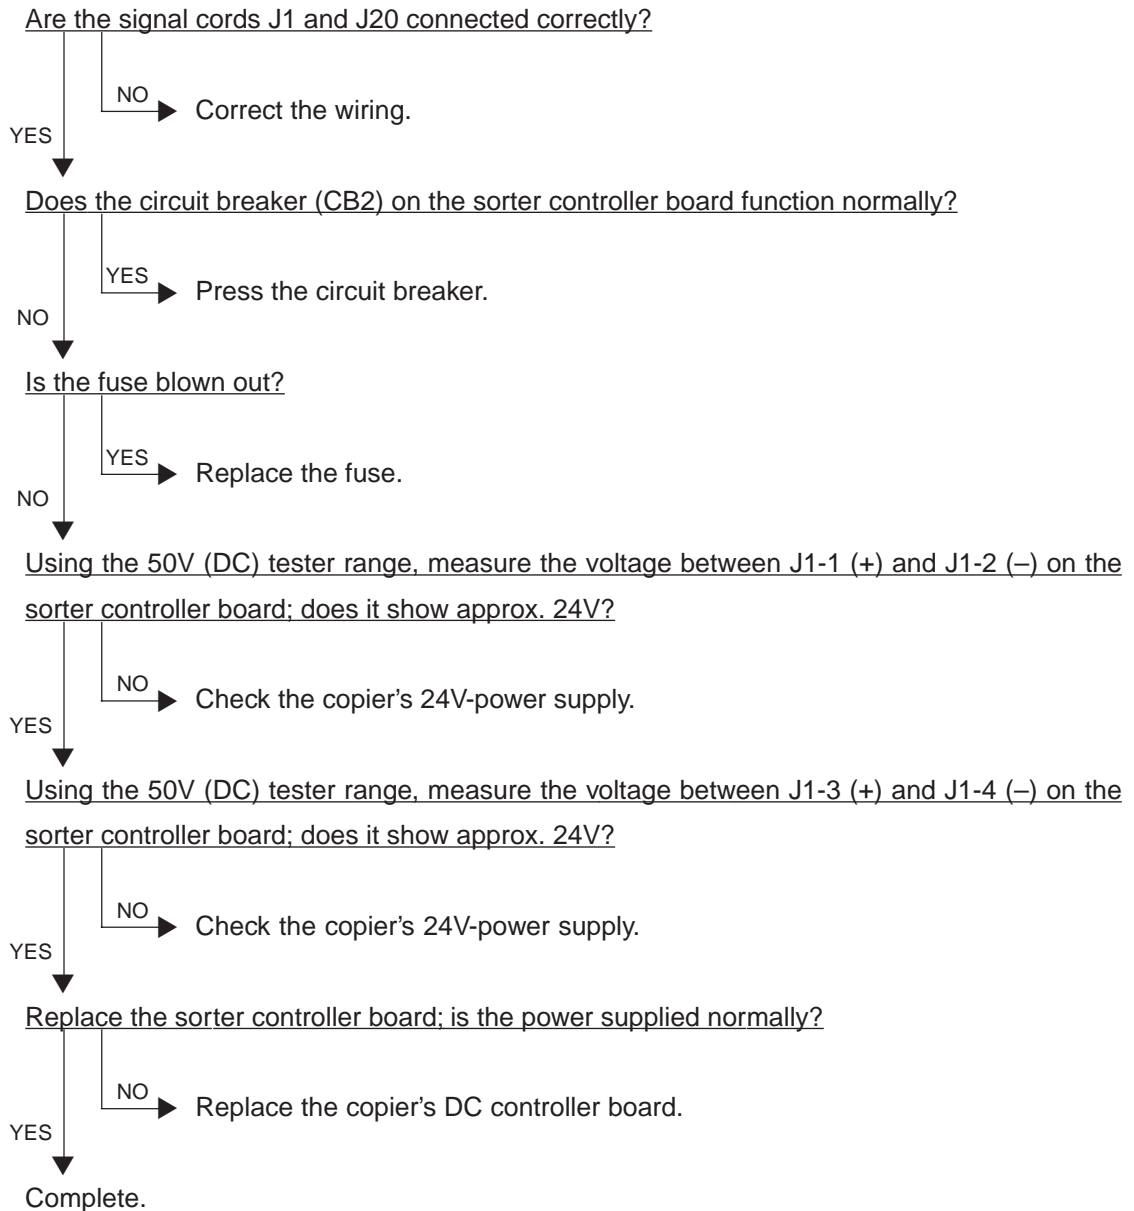 Are the signal cords J1 and J20 connected correctly?
NO
Correct the wiring.
YES
Does the circuit breaker (CB2) on the sorter controller board function normally?
YES
Press the circuit breaker.
NO
Is the fuse blown out?
YES
Replace the fuse.
NO
Using the 50V (DC) tester range, measure the voltage between J1-1 (+) and J1-2 (–) on the
sorter controller board; does it show approx. 24V?
NO
Check the copier’s 24V-power supply.
YES
Using the 50V (DC) tester range, measure the voltage between J1-3 (+) and J1-4 (–) on the
sorter controller board; does it show approx. 24V?
NO
Check the copier’s 24V-power supply.
YES
Replace the sorter controller board; is the power supplied normally?
NO
Replace the copier’s DC controller board.
YES
Complete.